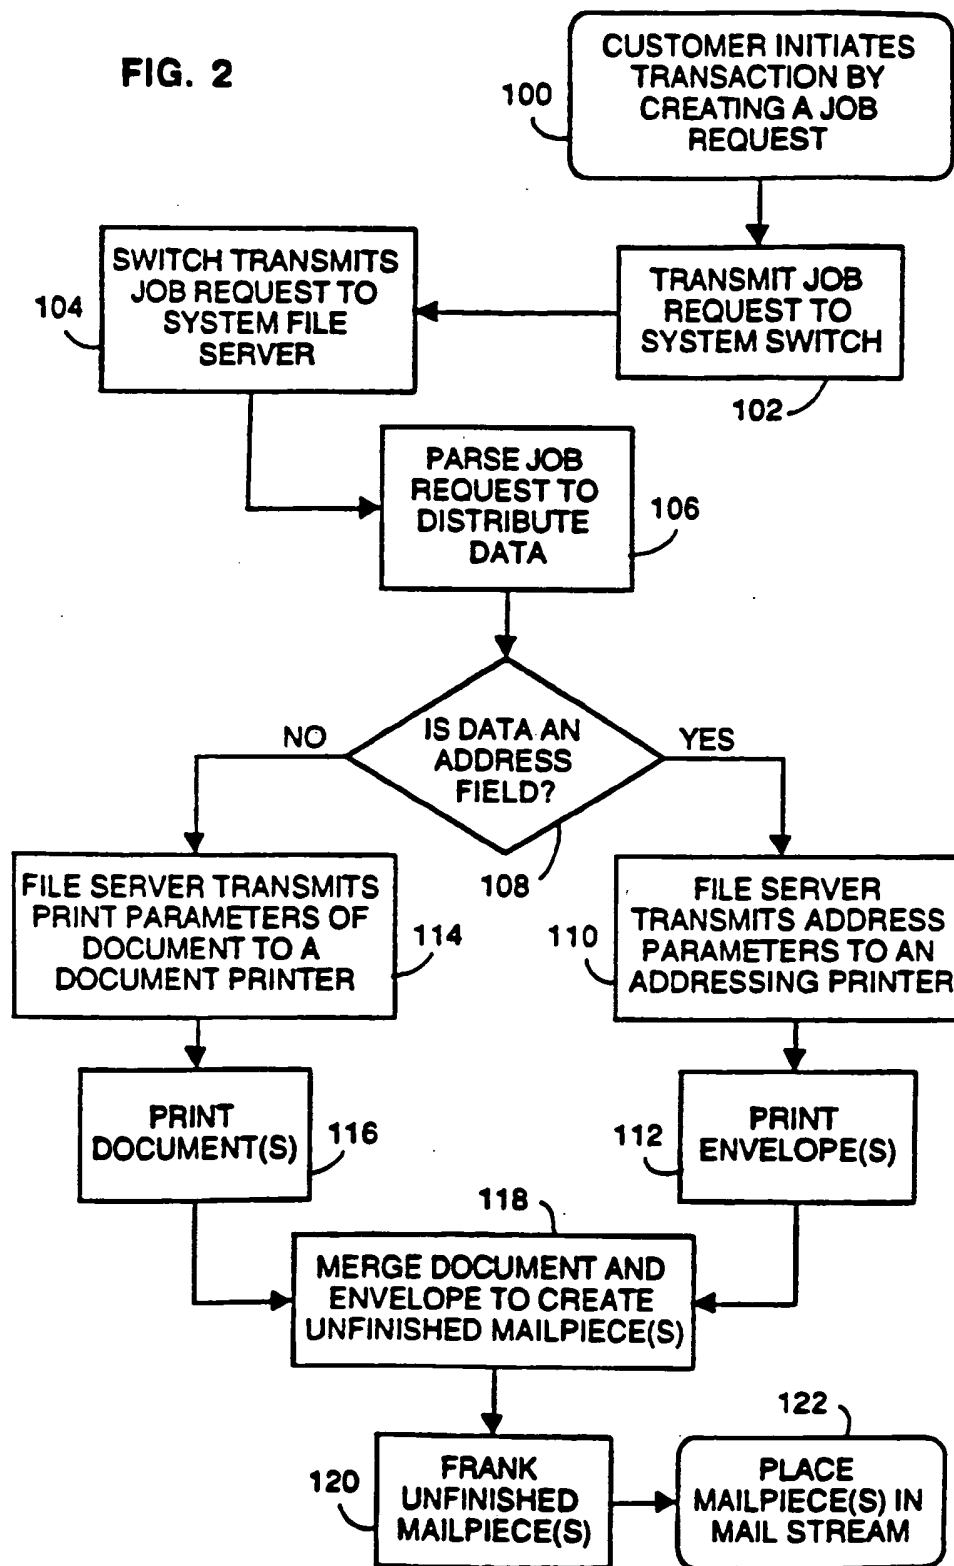 FIG. 2
CUSTOMER INITIATES
TRANSACTION BY
CREATING A JOB
REQUEST
100
SWITCH TRANSMITS
JOB REQUEST TO
SYSTEM FILE
SERVER
104
TRANSMIT JOB
REQUEST TO
SYSTEM SWITCH
102
PARSE JOB
REQUEST TO
DISTRIBUTE
DATA
106
IS DATA AN
ADDRESS
FIELD?
NO
YES
108
FILE SERVER TRANSMITS
PRINT PARAMETERS OF
DOCUMENT TO A
DOCUMENT PRINTER
114
FILE SERVER
TRANSMITS ADDRESS
PARAMETERS TO AN
ADDRESSING PRINTER
110
PRINT
DOCUMENT(S)
116
PRINT
ENVELOPE(S)
112
118
MERGE DOCUMENT AND
ENVELOPE TO CREATE
UNFINISHED MAILPIECE(S)
FRANK
UNFINISHED
MAILPIECE(S)
120
122
PLACE
MAILPIECE(S) IN
MAIL STREAM